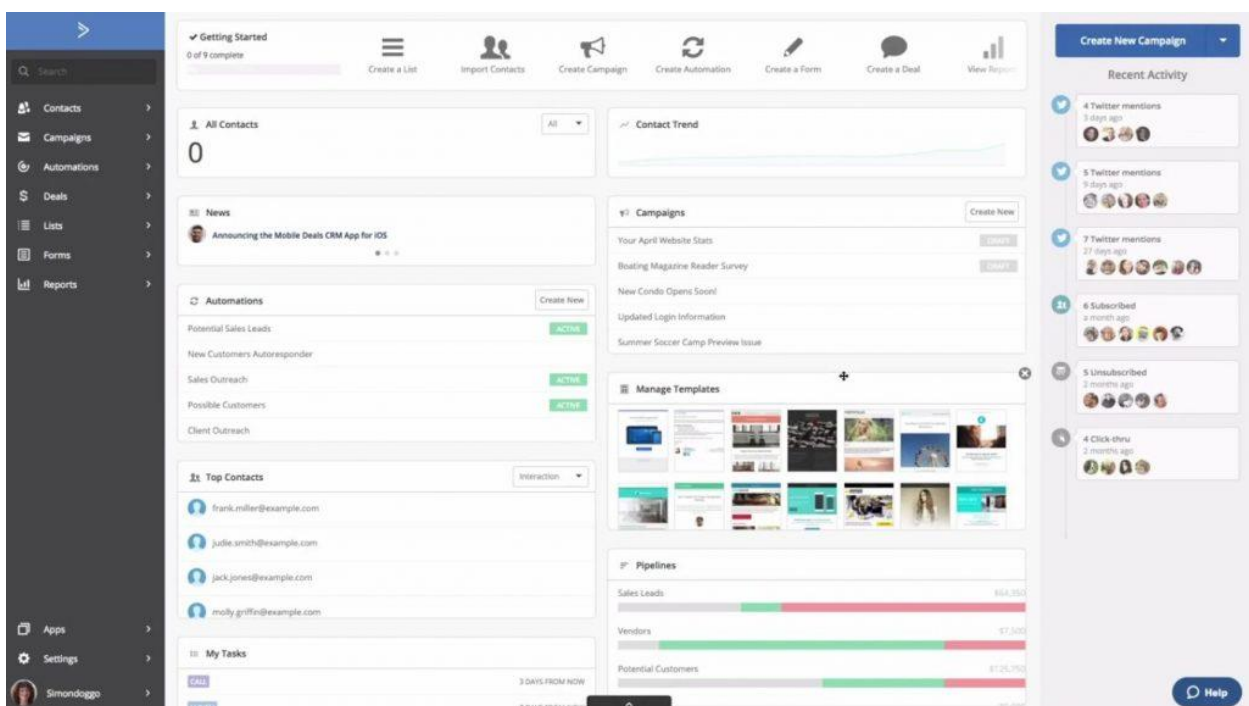 Search
Contacts
Campaigns
Automations
Deals
Lists
Forms
Reports
Apps
Settings
Simondoggo
Getting Started
0 of 9 complete
Create a List
Import Contacts
Create Campaign
Create Automation
Create a Form
Create a Deal
View Report
All Contacts
All
0
Contact Trend
News
Announcing the Mobile Deals CRM App for iOS
Automations
Create New
Potential Sales Leads
ACTIVE
New Customers Autoresponder
Sales Outreach
ACTIVE
Possible Customers
ACTIVE
Client Outreach
Top Contacts
Interaction
frank.miller@example.com
judie.smith@example.com
jack.jones@example.com
molly.griffin@example.com
My Tasks
CALL
3 DAYS FROM NOW
Campaigns
Create New
Your April Website Stats
DRAFT
Boating Magazine Reader Survey
DRAFT
New Condo Opens Soon!
Updated Login Information
Summer Soccer Camp Preview Issue
Manage Templates
Pipelines
Sales Leads
$64,350
Vendors
$7,500
Potential Customers
Create New Campaign
Recent Activity
4 Twitter mentions
3 days ago
5 Twitter mentions
9 days ago
7 Twitter mentions
27 days ago
6 Subscribed
a month ago
5 Unsubscribed
2 months ago
4 Click-thru
2 months ago
Help